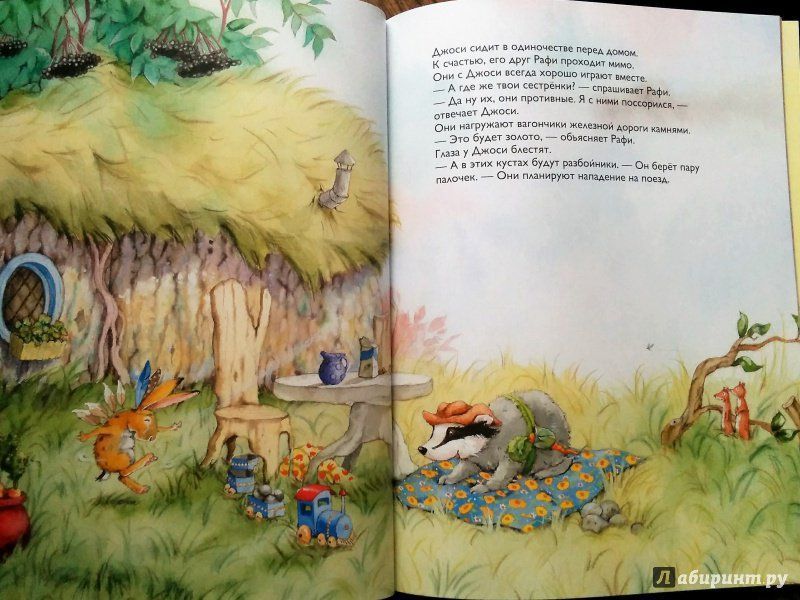 Джоси сидит в одиночестве перед домом.
К счастью, его друг Рафи проходит мимо.
Они с Джоси всегда хорошо играют вместе.
— А где же твои сестрёнки? — спрашивает Рафи.
— Да ну их, они противные. Я с ними поссорился, —
отвечает Джоси.
Они нагружают вагончики железной дороги камнями.
— Это будет золото, — объясняет Рафи.
Глаза у Джоси блестят.
— А в этих кустах будут разбойники. — Он берёт пару
палочек. — Они планируют нападение на поезд.
Лабиринт.ру